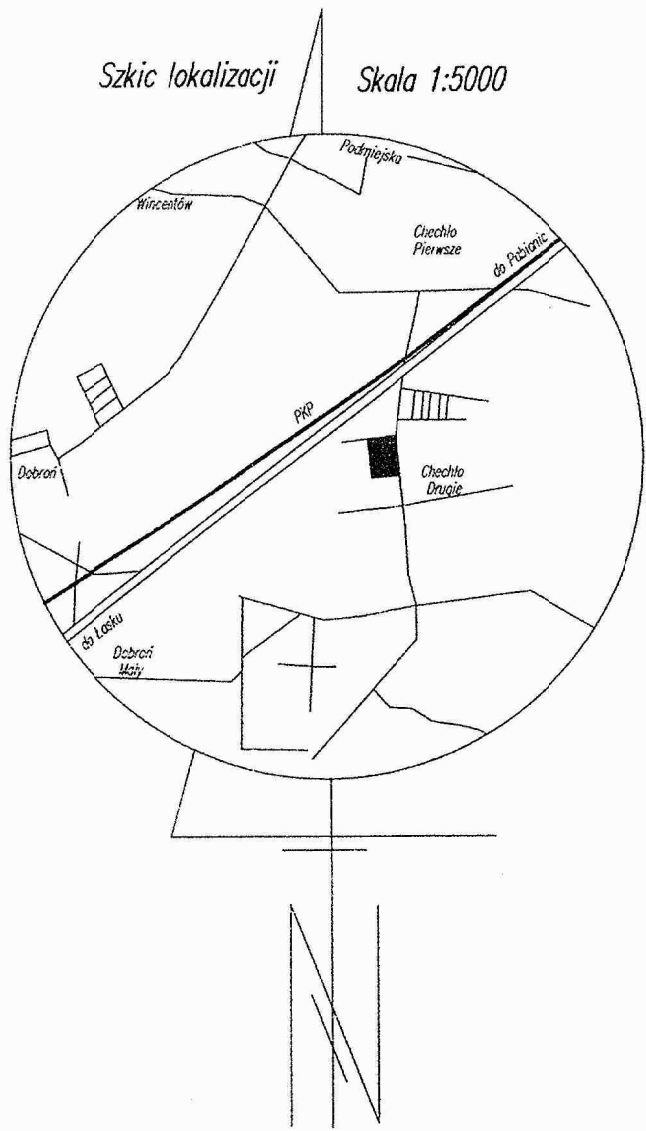 Szkic lokalizacji
Skala 1:5000
Podmiejska
Wincentów
Chechło
Pierwsze
do Pabianic
PKP
Dobroń
Chechło
Drugie
do Łasku
Dobroń
Mały
N